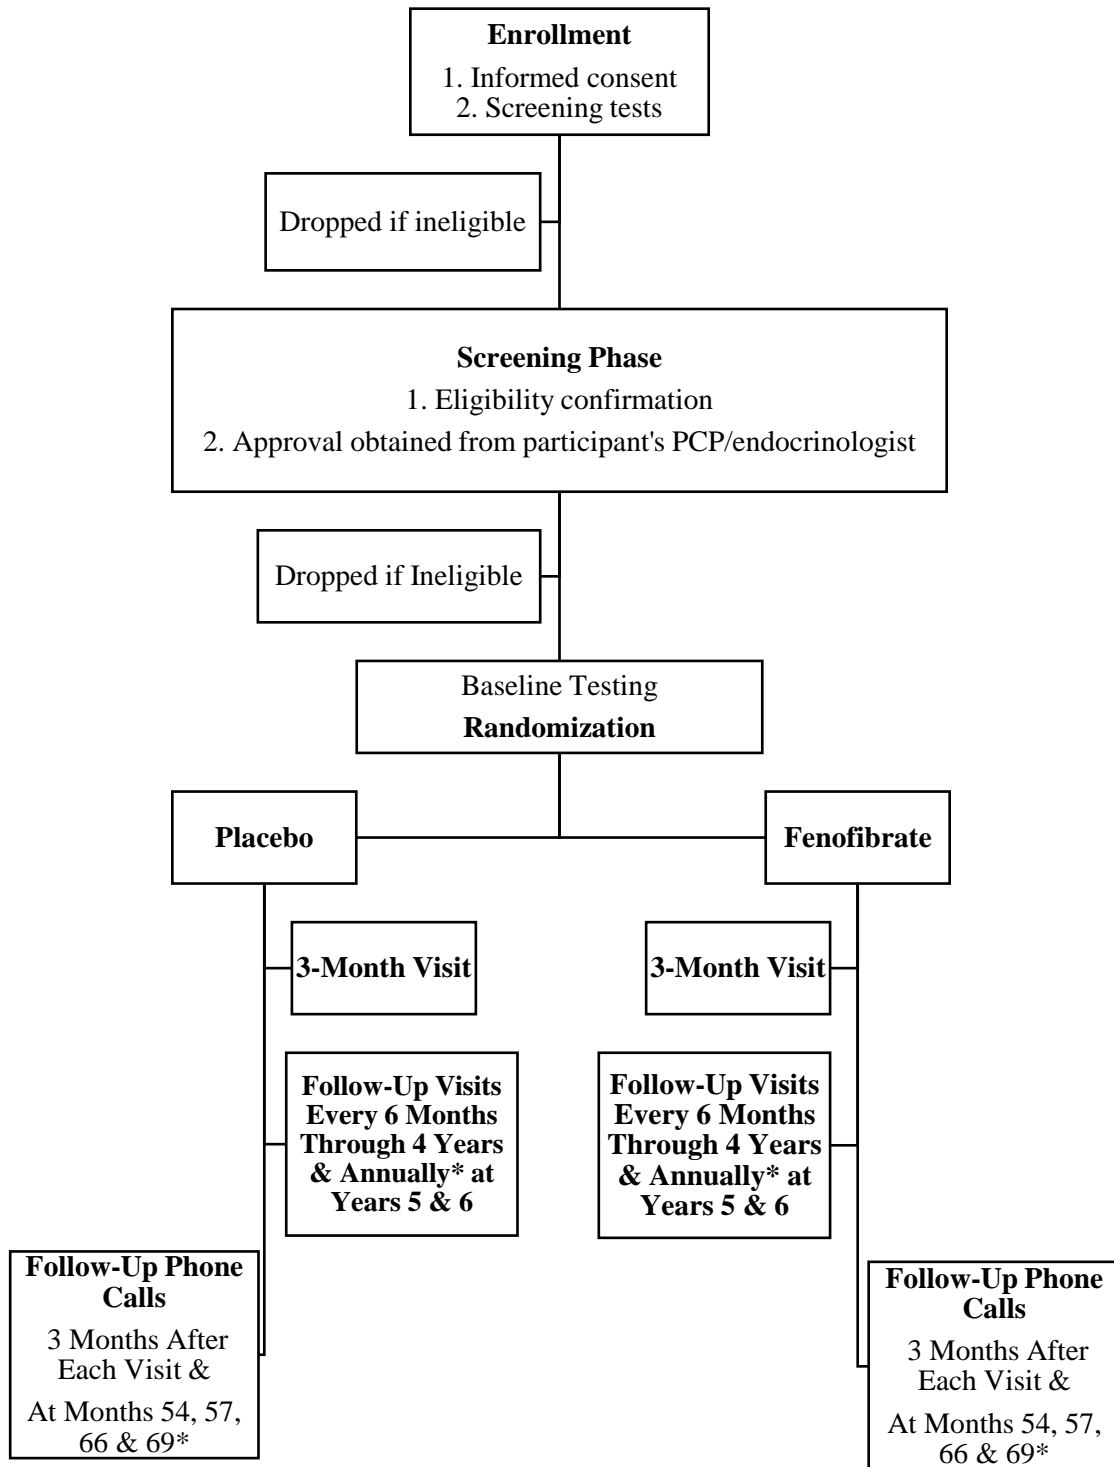 Enrollment
1. Informed consent
2. Screening tests
Dropped if ineligible
Screening Phase
1. Eligibility confirmation
2. Approval obtained from participant's PCP/endocrinologist
Dropped if Ineligible
Baseline Testing
Randomization
Placebo
Fenofibrate
3-Month Visit
3-Month Visit
Follow-Up Visits
Every 6 Months
Through 4 Years
& Annually* at
Years 5 & 6
Follow-Up Visits
Every 6 Months
Through 4 Years
& Annually* at
Years 5 & 6
Follow-Up Phone
Calls
3 Months After
Each Visit &
At Months 54, 57,
66 & 69*
Follow-Up Phone
Calls
3 Months After
Each Visit &
At Months 54, 57,
66 & 69*